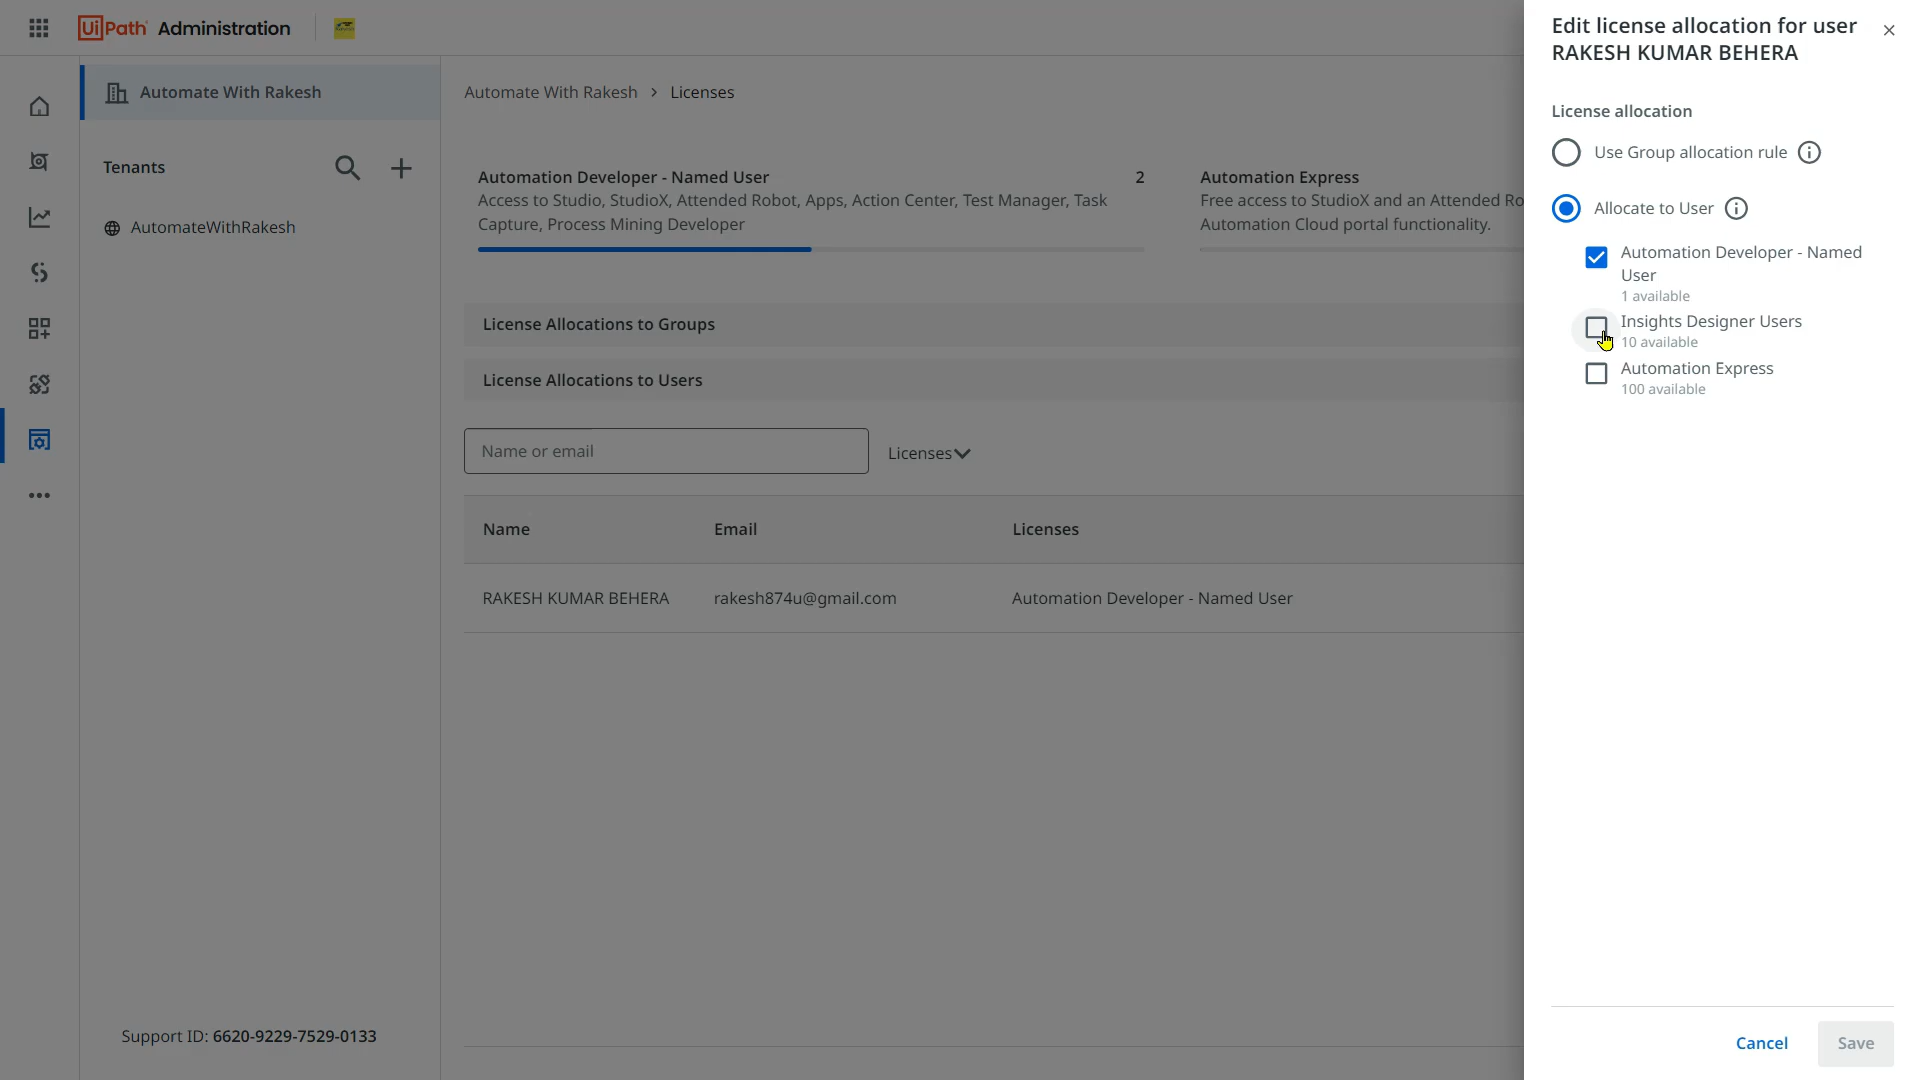 UiPath Administration
Automate With Rakesh
Tenants
AutomateWithRakesh
Support ID: 6620-9229-7529-0133
Automate With Rakesh > Licenses
Automation Developer - Named User 2
Access to Studio, StudioX, Attended Robot, Apps, Action Center, Test Manager, Task
Capture, Process Mining Developer
Automation Express
Free access to StudioX and an Attended Ro
Automation Cloud portal functionality.
License Allocations to Groups
License Allocations to Users
Name or email
Licenses
Name Email Licenses
RAKESH KUMAR BEHERA rakesh874u@gmail.com Automation Developer - Named User
Edit license allocation for user
RAKESH KUMAR BEHERA
License allocation
Use Group allocation rule
Allocate to User
Automation Developer - Named
User
1 available
Insights Designer Users
10 available
Automation Express
100 available
Cancel Save